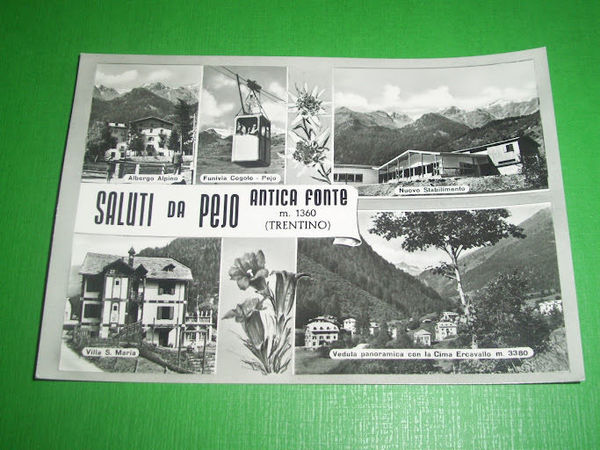 Albergo Alpino
Funivia Cogolo - Pejo
Nuovo Stabilimento
SALUTI DA PEJO ANTICA FONTE
m. 1360
(TRENTINO)
Villa S. Maria
Veduta panoramica con la Cima Ercavallo m. 3380